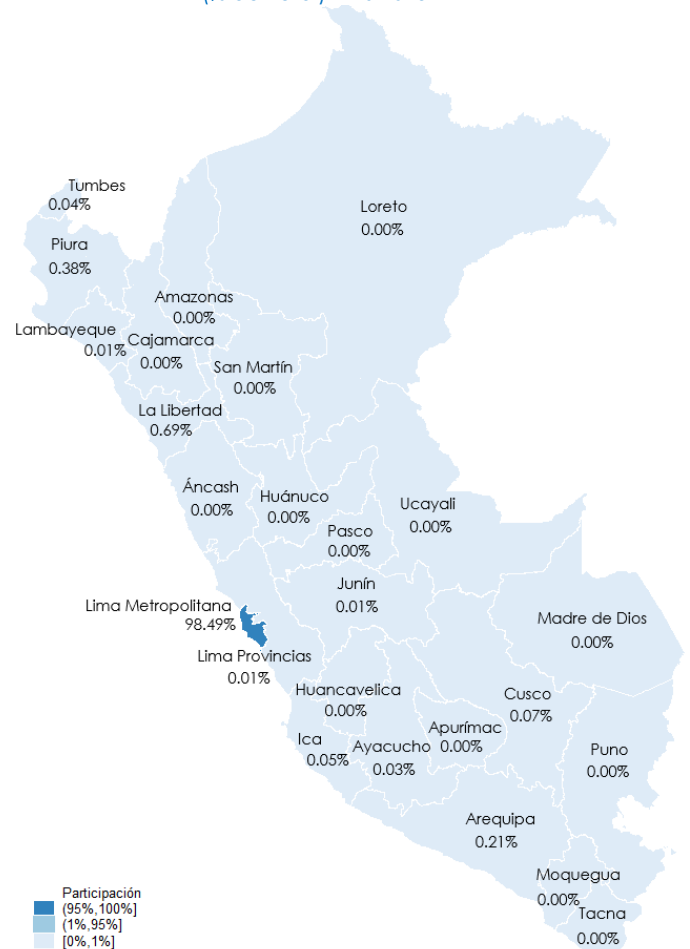 Tumbes
0.04%
Loreto
0.00%
Piura
0.38%
Amazonas
0.00%
Lambayeque
0.01%
Cajamarca
0.00%
San Martín
0.00%
La Libertad
0.69%
Áncash
0.00%
Huánuco
0.00%
Ucayali
0.00%
Pasco
0.00%
Junín
0.01%
Lima Metropolitana
98.49%
Madre de Dios
0.00%
Lima Provincias
0.01%
Huancavelica
0.00%
Cusco
0.07%
Apurímac
0.00%
Ica
0.05%
Ayacucho
0.03%
Puno
0.00%
Arequipa
0.21%
Moquegua
0.00%
Tacna
0.00%
Participación
(95%,100%]
(1%,95%]
[0%,1%]